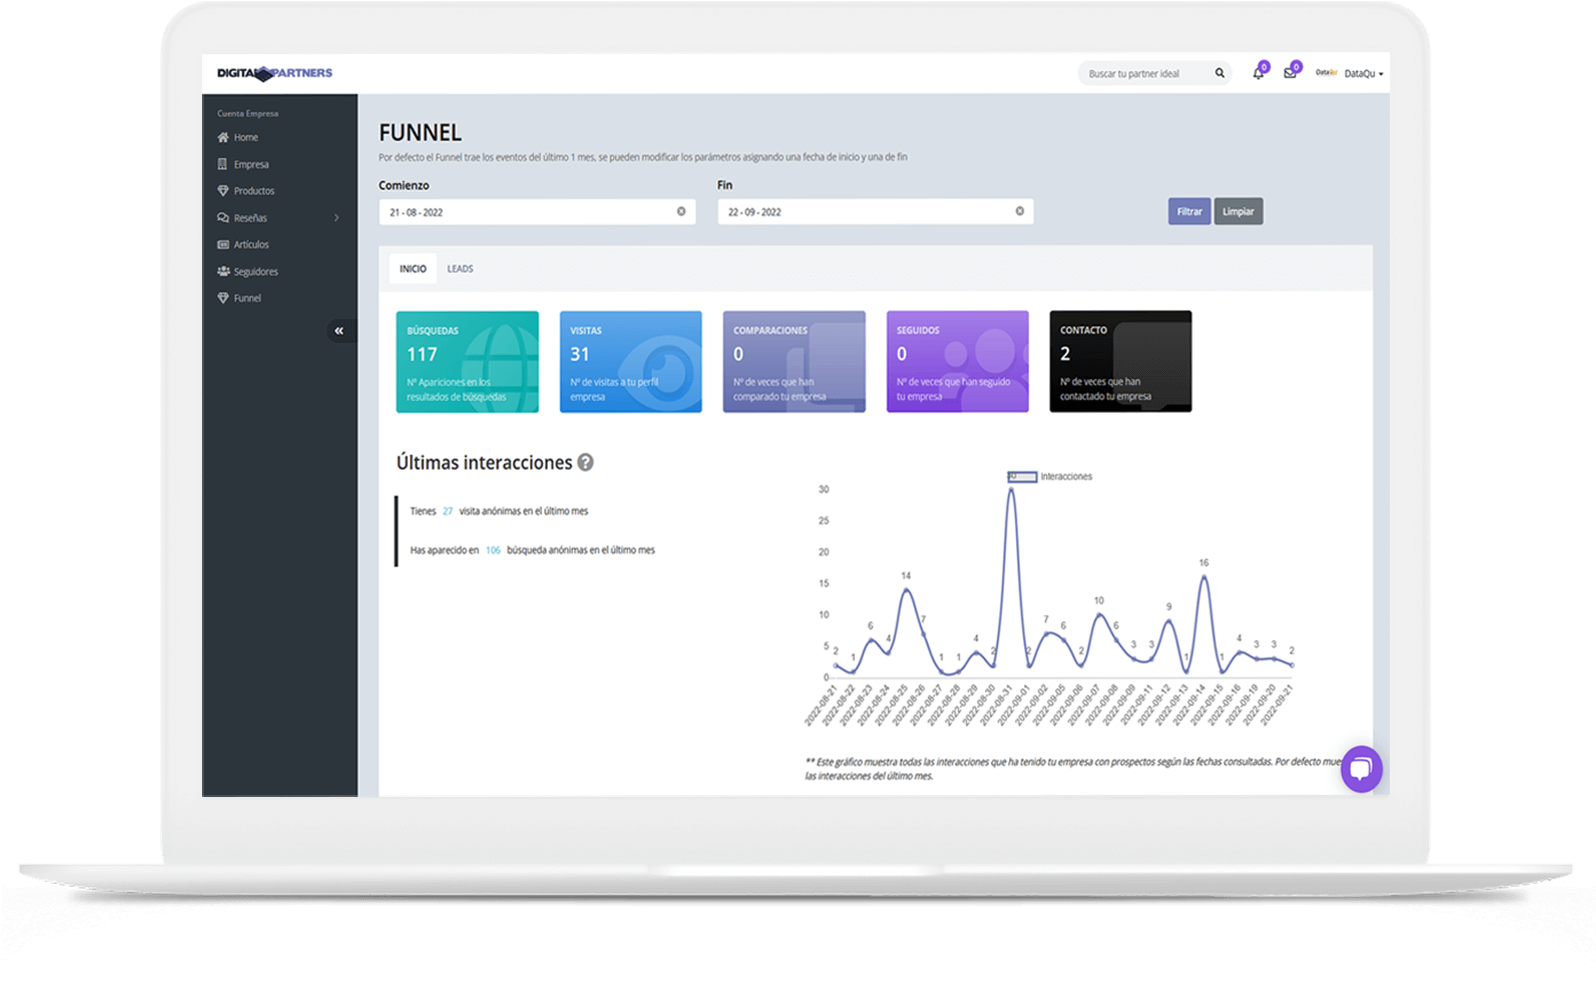 DIGITAL PARTNERS
Buscar tu partner ideal
0
0
DataQu
DataQu
Cuenta Empresa
Home
Empresa
Productos
Reseñas
Artículos
Seguidores
Funnel
«
FUNNEL
Por defecto el Funnel trae los eventos del último 1 mes, se pueden modificar los parámetros asignando una fecha de inicio y una de fin
Comienzo
Fin
21 - 08 - 2022
22 - 09 - 2022
Filtrar
Limpiar
INICIO
LEADS
BÚSQUEDAS
117
Nº Apariciones en los
resultados de búsquedas
VISITAS
31
Nº de visitas a tu perfil
empresa
COMPARACIONES
0
Nº de veces que han
comparado tu empresa
SEGUIDOS
0
Nº de veces que han seguido
tu empresa
CONTACTO
2
Nº de veces que han
contactado tu empresa
Últimas interacciones ?
Tienes 27 visita anónimas en el último mes
Has aparecido en 106 búsqueda anónimas en el último mes
30 Interacciones
30
25
20
15
10
5
0
2
1
6
4
14
7
1
1
4
2
2
7
6
2
10
6
3
3
9
1
16
1
4
3
3
2
2022-08-21
2022-08-22
2022-08-23
2022-08-24
2022-08-25
2022-08-26
2022-08-27
2022-08-28
2022-08-29
2022-08-30
2022-08-31
2022-09-01
2022-09-02
2022-09-05
2022-09-06
2022-09-07
2022-09-08
2022-09-09
2022-09-11
2022-09-12
2022-09-13
2022-09-14
2022-09-15
2022-09-16
2022-09-19
2022-09-20
2022-09-21
** Este gráfico muestra todas las interacciones que ha tenido tu empresa con prospectos según las fechas consultadas. Por defecto mues
las interacciones del último mes.